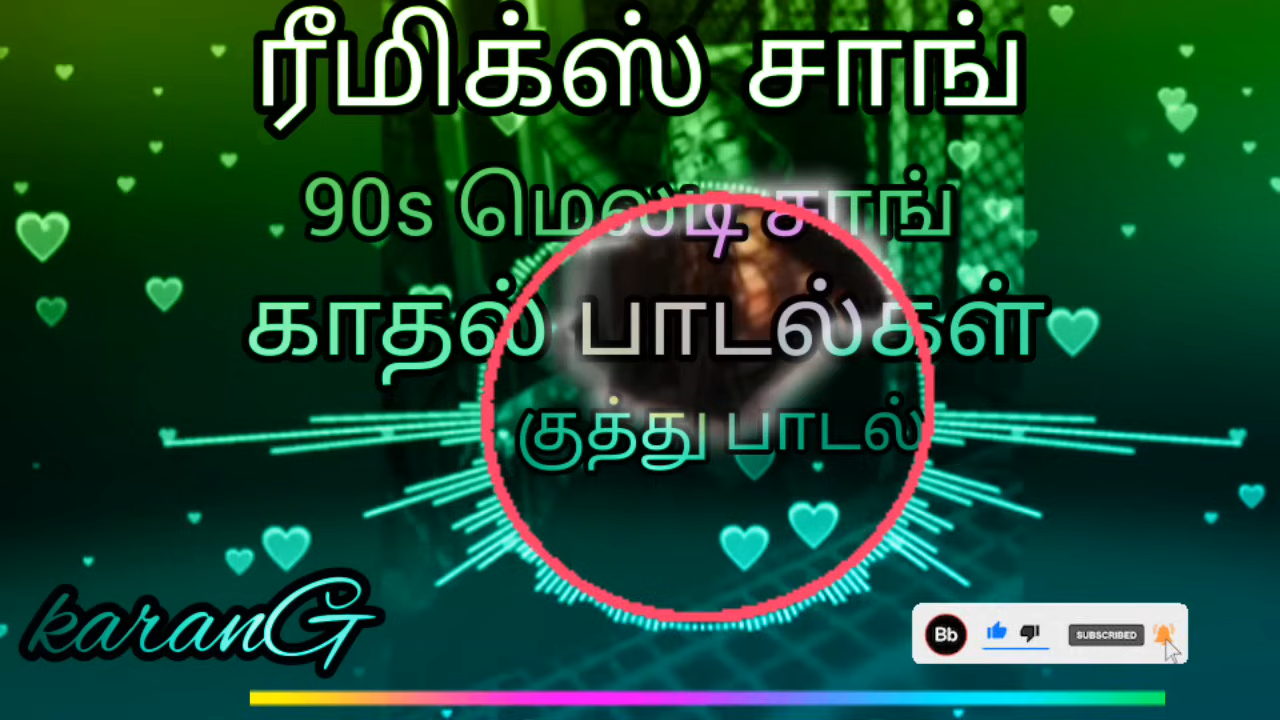 ரீமிக்ஸ் சாங்
90s மெலடி சாங்
காதல் பாடல்கள்
குத்து பாடல்
karanG
Bb
SUBSCRIBED